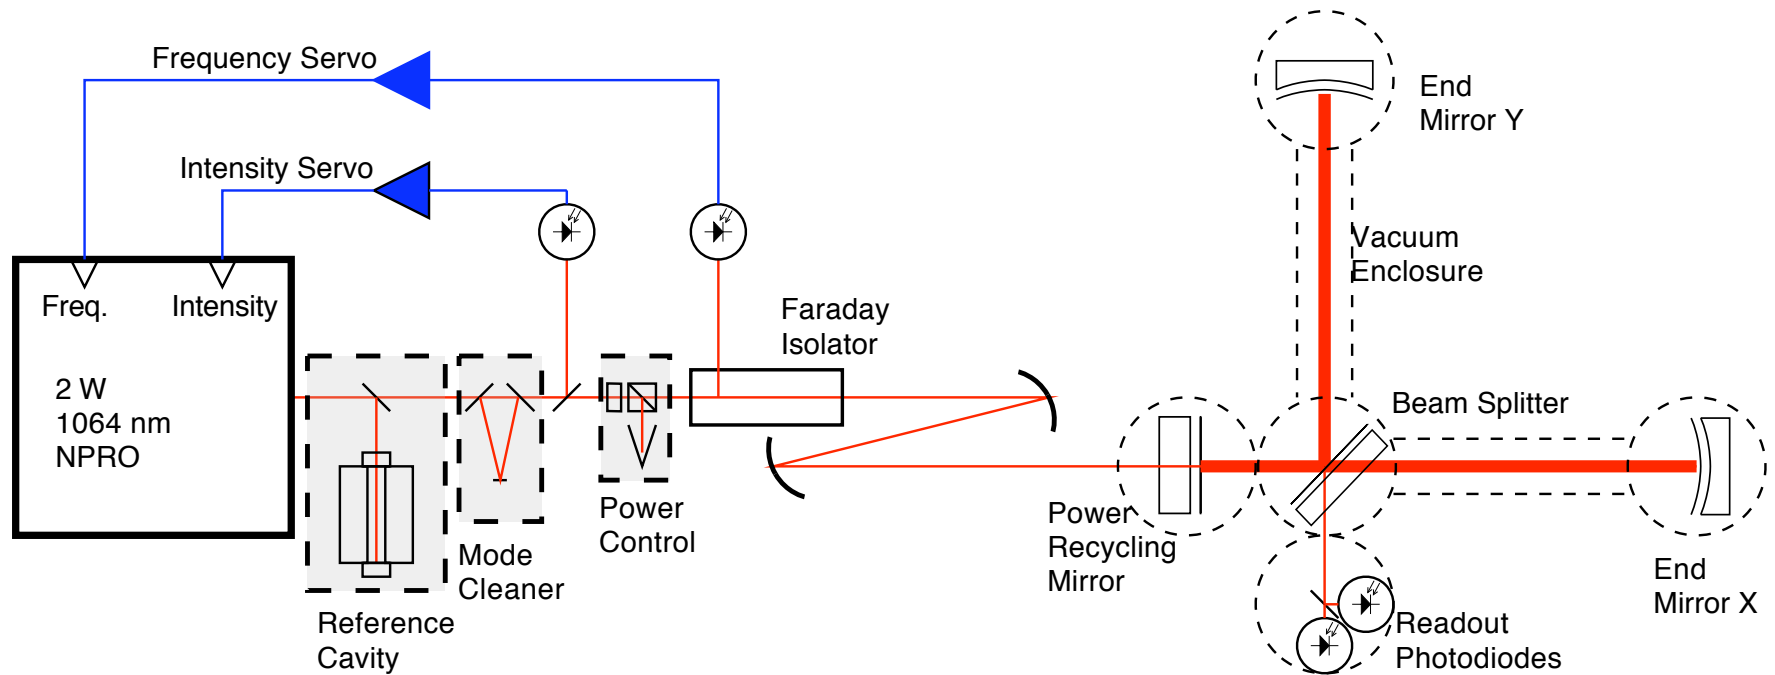 Frequency Servo
Intensity Servo
Freq.
Intensity
2 W
1064 nm
NPRO
Reference
Cavity
Mode
Cleaner
Power
Control
Faraday
Isolator
Power
Recycling
Mirror
End
Mirror Y
Vacuum
Enclosure
Beam Splitter
End
Mirror X
Readout
Photodiodes